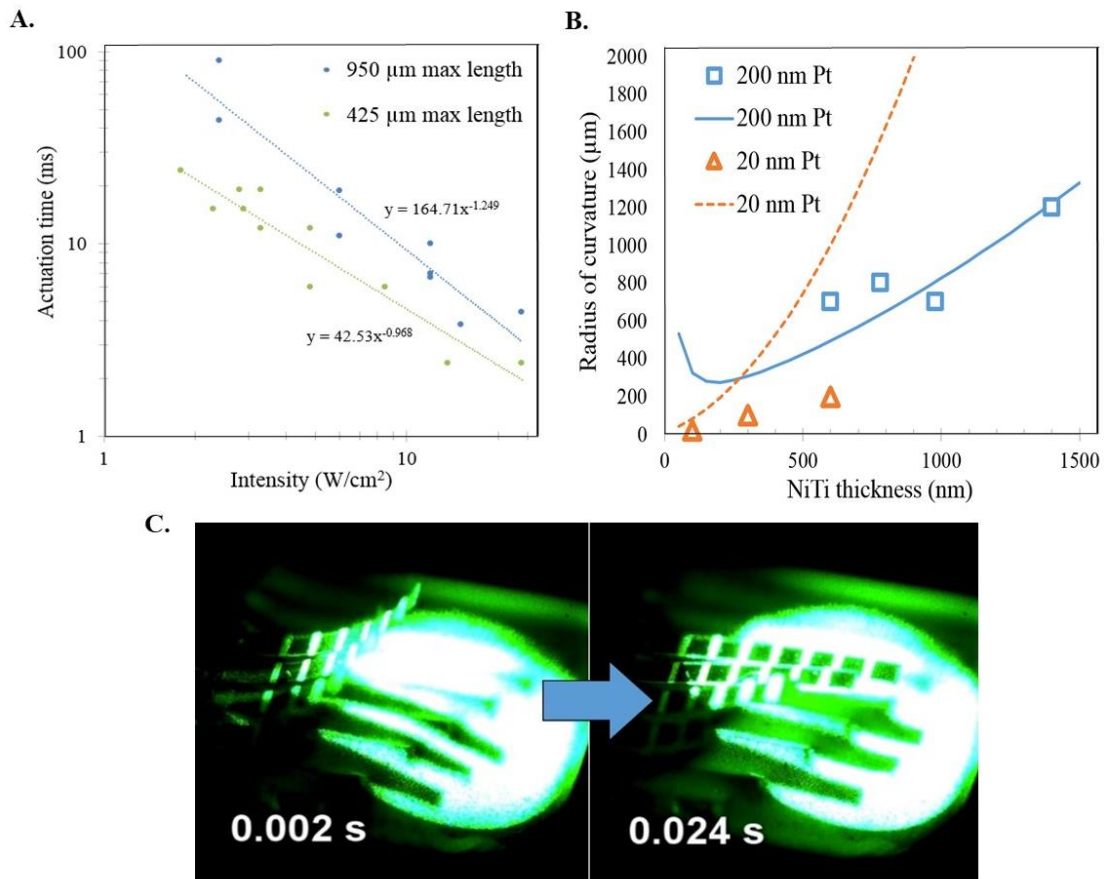 A.
100
10
1
1
10
Actuation time (ms)
Intensity (W/cm²)
950 µm max length
425 µm max length
y = 164.71x^-1.249
y = 42.53x^-0.968
B.
2000
1800
1600
1400
1200
1000
800
600
400
200
0
0
500
1000
1500
Radius of curvature (µm)
NiTi thickness (nm)
200 nm Pt
200 nm Pt
20 nm Pt
20 nm Pt
C.
0.002 s
0.024 s